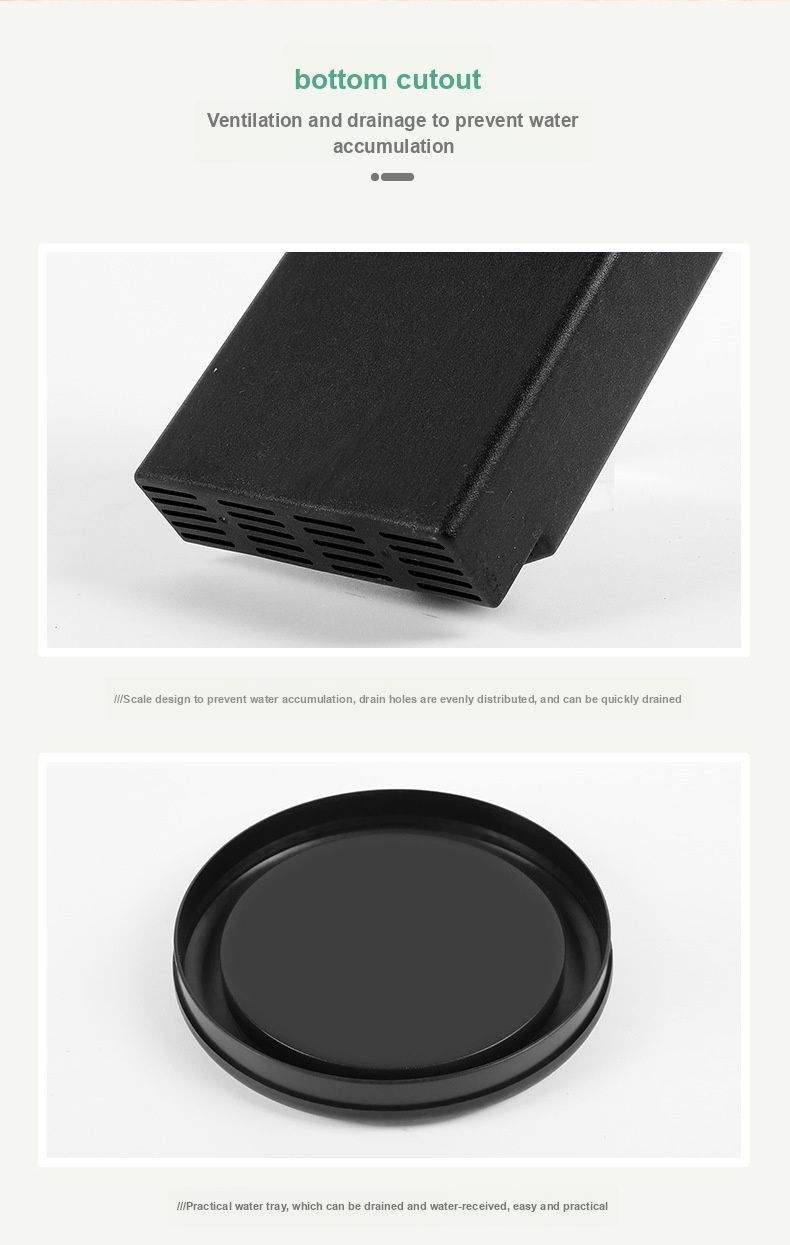 bottom cutout
Ventilation and drainage to prevent water
accumulation
///Scale design to prevent water accumulation, drain holes are evenly distributed, and can be quickly drained
///Practical water tray, which can be drained and water-received, easy and practical